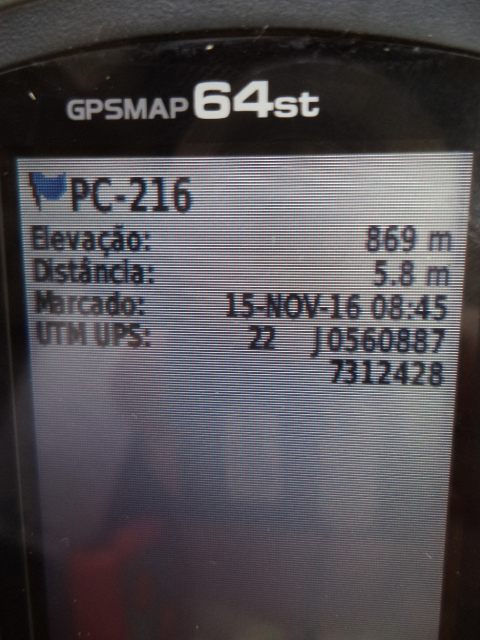 GPSMAP 64st
PC-216
Elevação: 869 m
Distância: 5.8 m
Marcado: 15-NOV-16 08:45
UTM UPS: 22 J 0560887
7312428